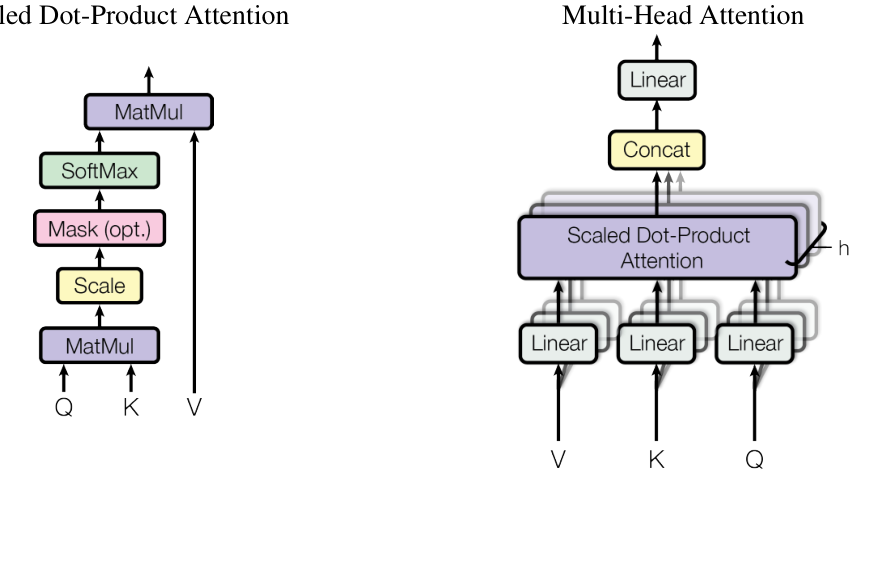 led Dot-Product Attention
MatMul
SoftMax
Mask (opt.)
Scale
MatMul
Q K V
Multi-Head Attention
Linear
Concat
Scaled Dot-Product
Attention
h
Linear Linear Linear
V K Q